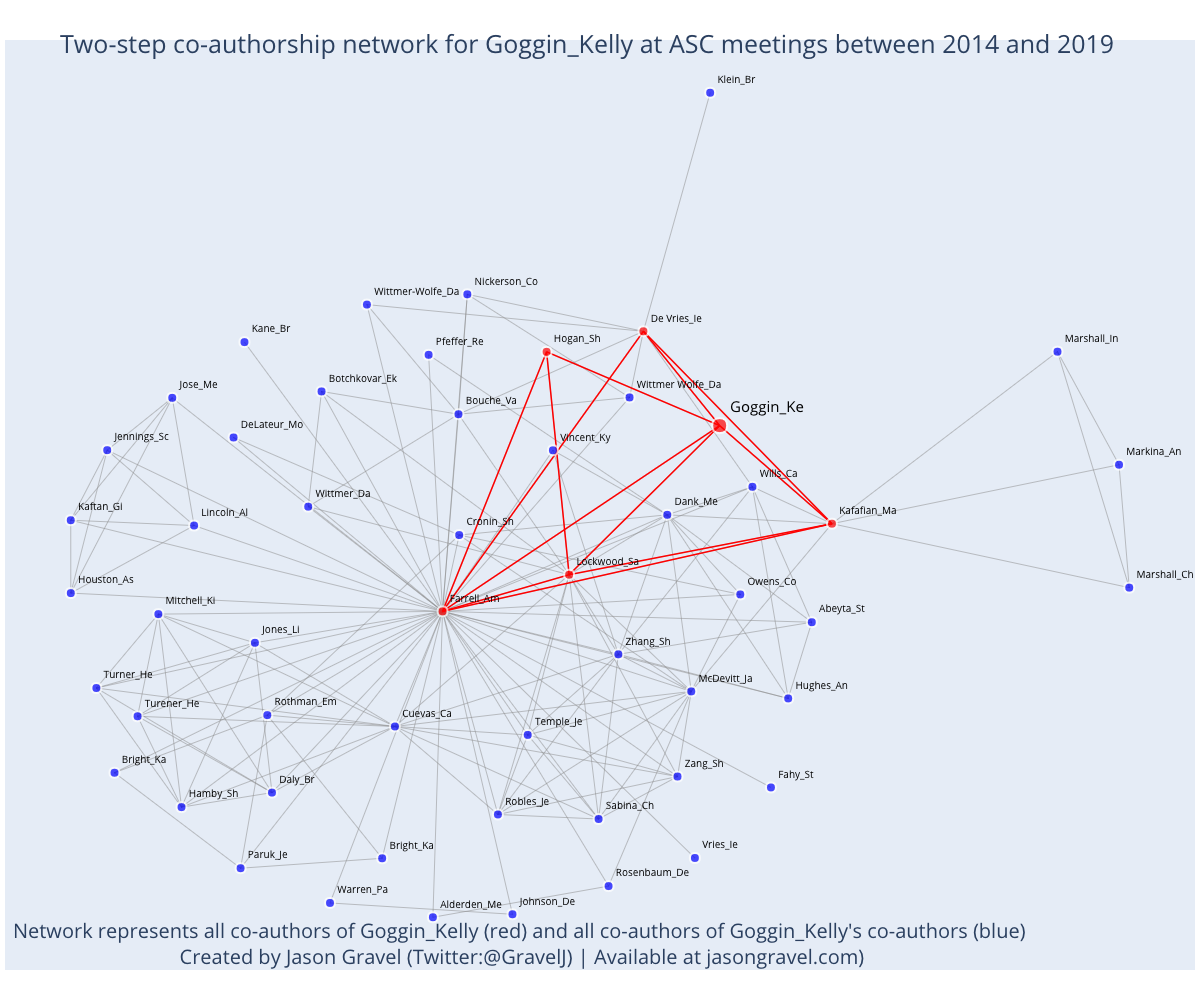 Two-step co-authorship network for Goggin_Kelly at ASC meetings between 2014 and 2019
Klein_Br
Nickerson_Co
Wittmer-Wolfe_Da
De Vries_Ie
Kane_Br
Hogan_Sh
Marshall_In
Pfeffer_Re
Botchkovar_Ek
Jose_Me
Wittmer Wolfe_Da
Bouche_Va
Goggin_Ke
DeLateur_Mo
Jennings_Sc
Vincent_Ky
Markina_An
Wills_Ca
Wittmer_Da
Dank_Me
Kaftan_Gi
Lincoln_Al
Kafafian_Ma
Cronin_Sh
Lockwood_Sa
Houston_As
Marshall_Ch
Owens_Co
Farrell_Am
Mitchell_Ki
Abeyta_St
Jones_Li
Zhang_Sh
Turner_He
McDevitt_Ja
Hughes_An
Turener_He
Rothman_Em
Cuevas_Ca
Temple_Je
Bright_Ka
Zang_Sh
Fahy_St
Daly_Br
Hamby_Sh
Robles_Je
Sabina_Ch
Bright_Ka
Vries_Ie
Paruk_Je
Rosenbaum_De
Warren_Pa
Johnson_De
Alderden_Me
Network represents all co-authors of Goggin_Kelly (red) and all co-authors of Goggin_Kelly's co-authors (blue)
Created by Jason Gravel (Twitter:@GravelJ) | Available at jasongravel.com)